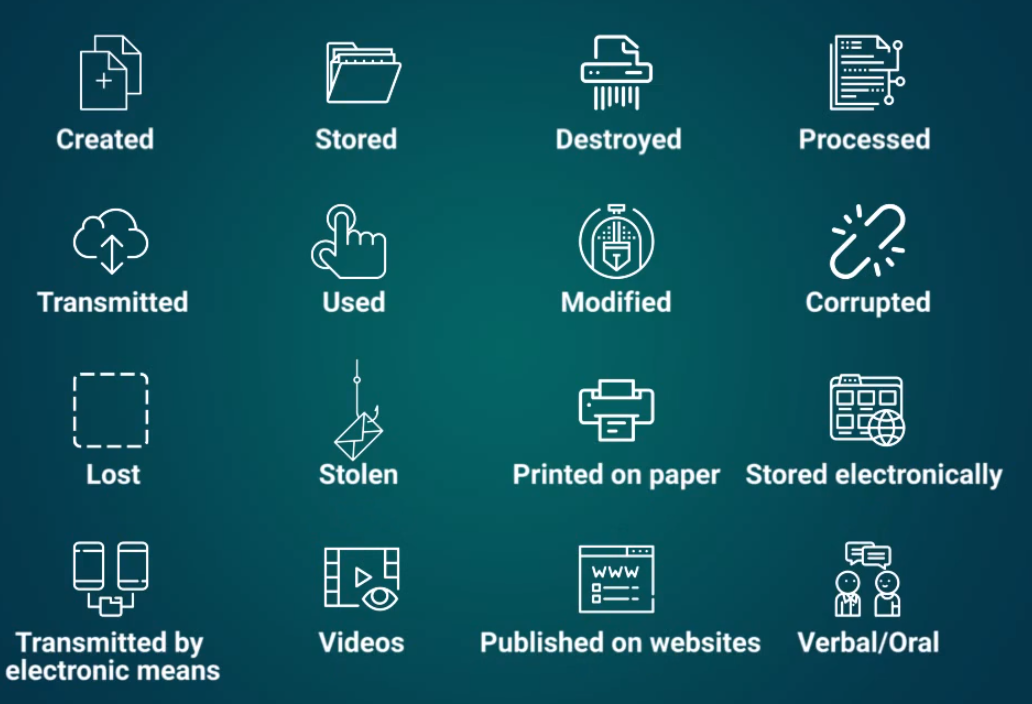 Created
Stored
Destroyed
Processed
Transmitted
Used
Modified
Corrupted
Lost
Stolen
Printed on paper
Stored electronically
WWW
Transmitted by
electronic means
Videos
Published on websites
Verbal/Oral